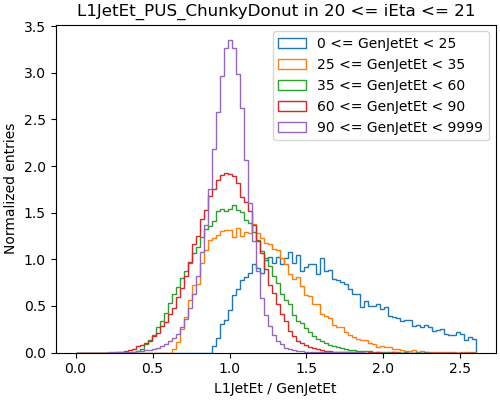 L1JetEt_PUS_ChunkyDonut in 20 <= iEta <= 21
0 <= GenJetEt < 25
25 <= GenJetEt < 35
35 <= GenJetEt < 60
60 <= GenJetEt < 90
90 <= GenJetEt < 9999
Normalized entries
3.5
3.0
2.5
2.0
1.5
1.0
0.5
0.0
0.0 0.5 1.0 1.5 2.0 2.5
L1JetEt / GenJetEt